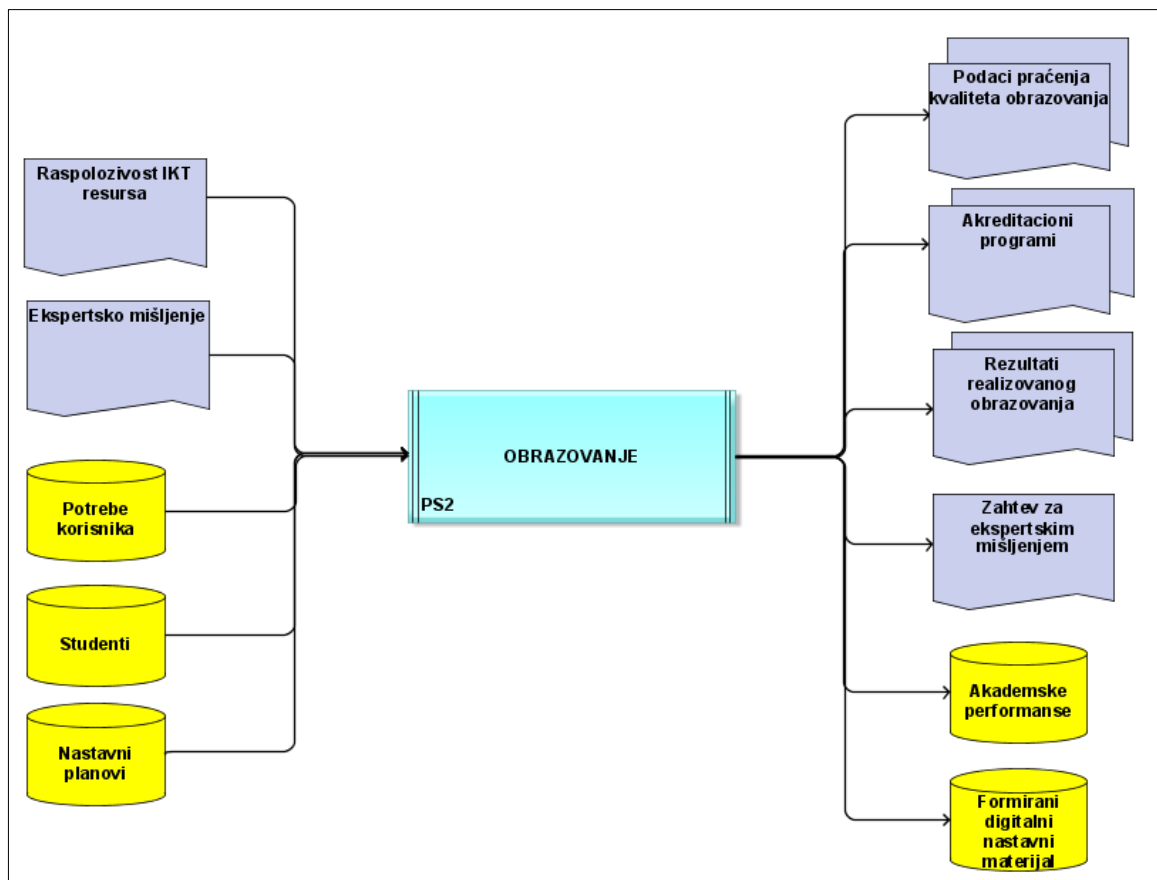 Raspolozivost IKT
resursa
Ekspertsko mišljenje
Potrebe
korisnika
Studenti
Nastavni
planovi
OBRAZOVANJE
PS2
Podaci praćenja
kvaliteta obrazovanja
Akreditacioni
programi
Rezultati
realizovanog
obrazovanja
Zahtev za
ekspertskim
mišljenjem
Akademske
performanse
Formirani
digitalni
nastavni
materijal